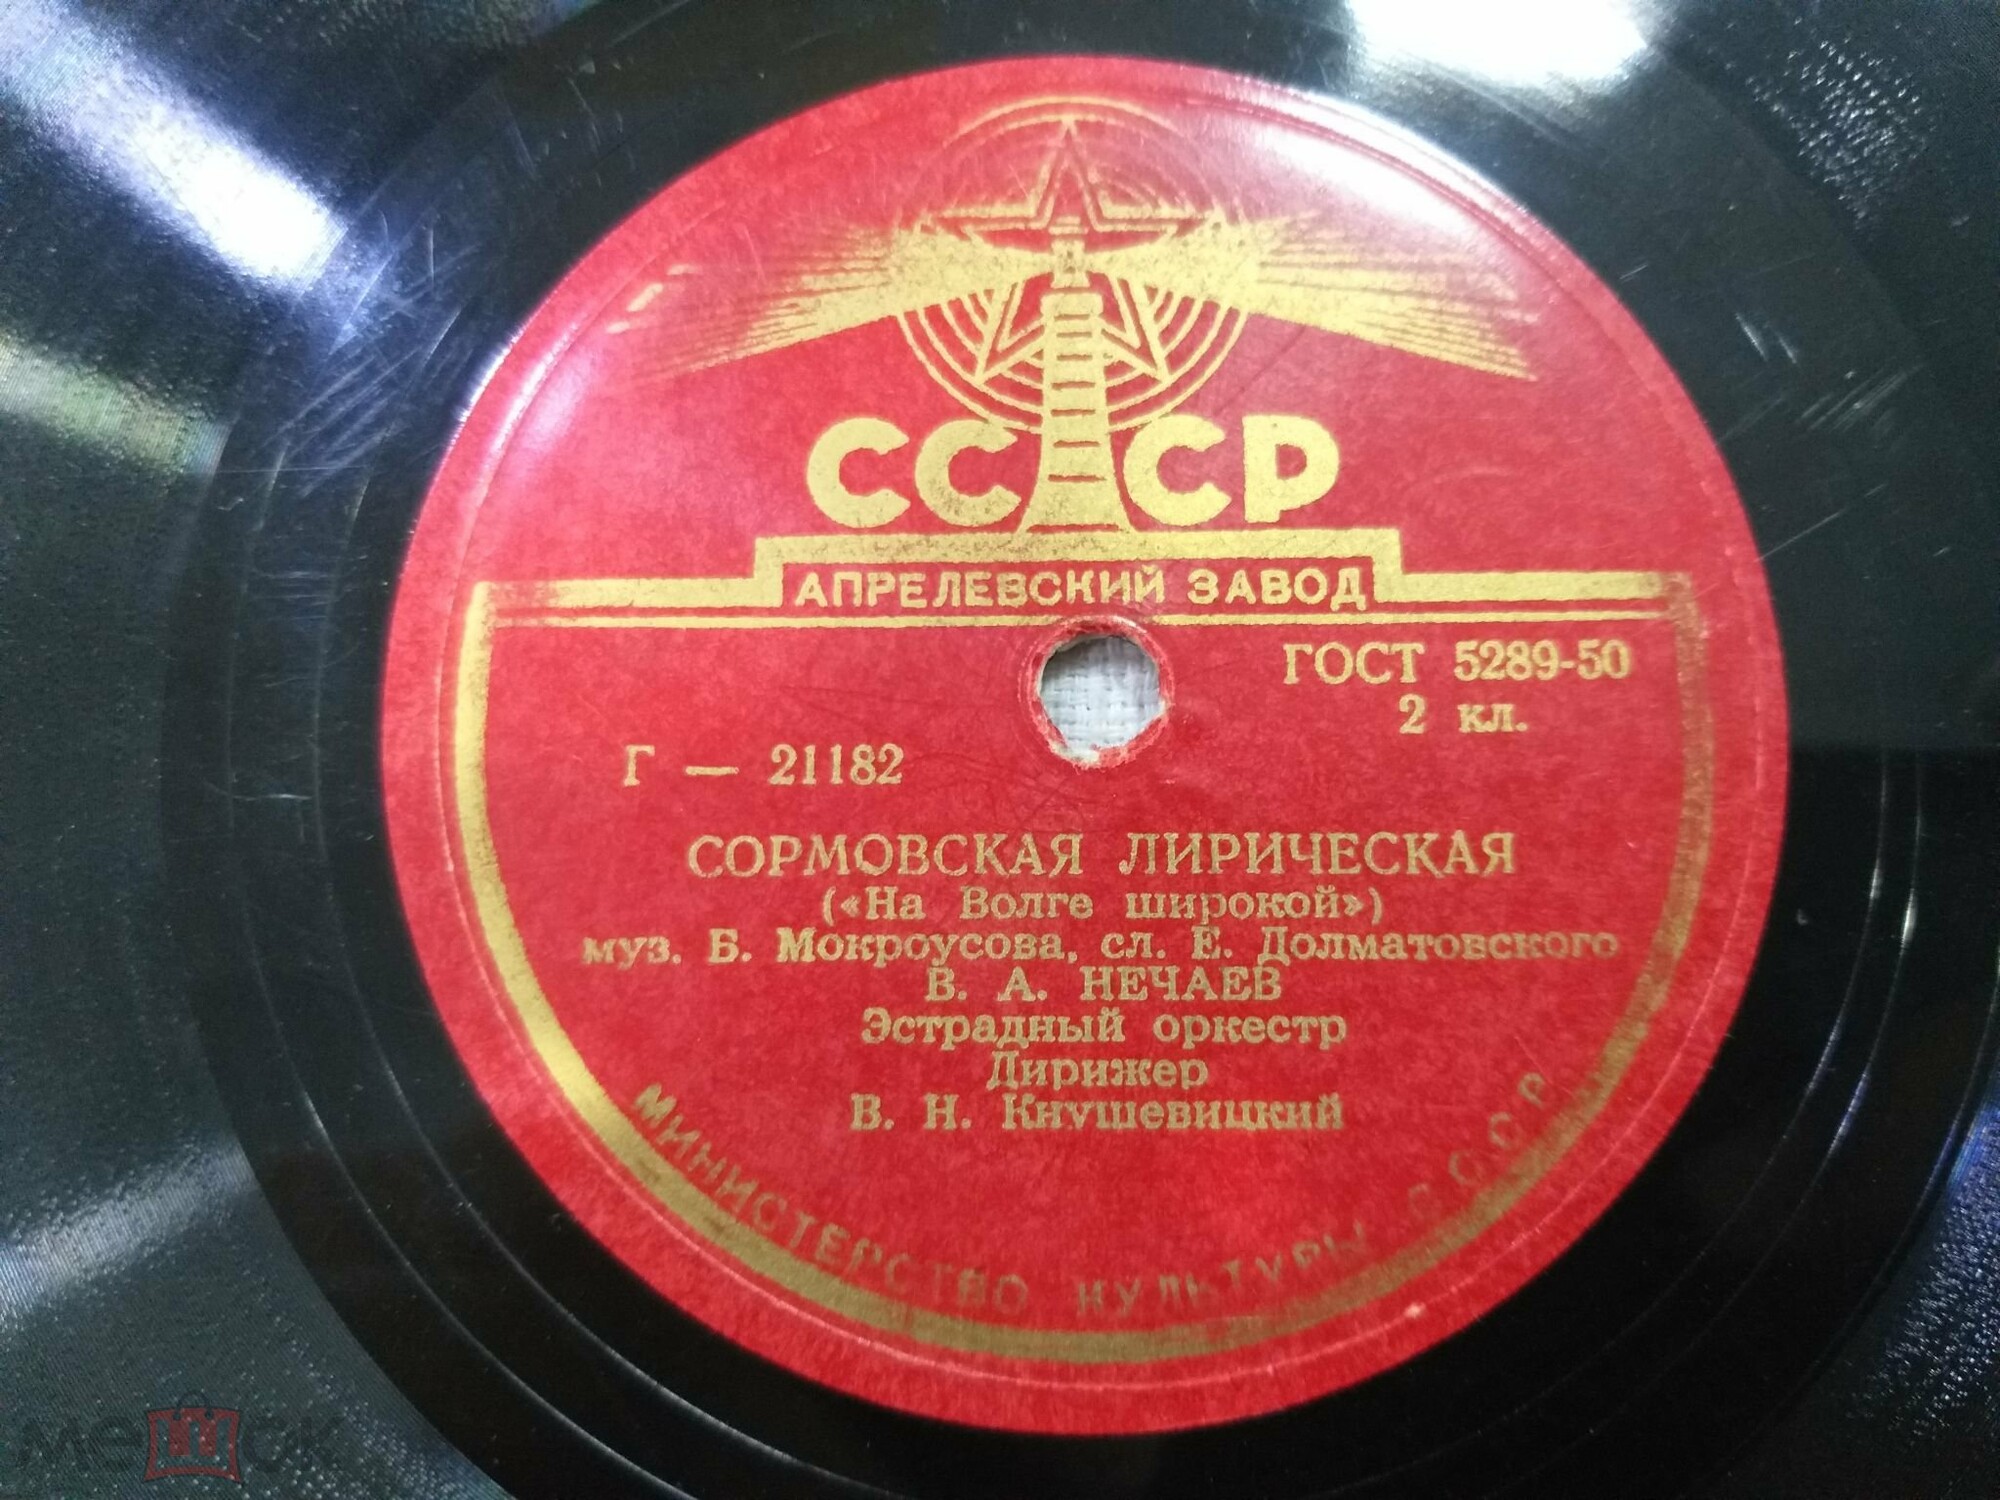 СССР
АПРЕЛЕВСКИЙ ЗАВОД
ГОСТ 5289-50
2 кл.
Г — 21182
СОРМОВСКАЯ ЛИРИЧЕСКАЯ
(«На Волге широкой»)
муз. Б. Мокроусова, сл. Е. Долматовского
В. А. НЕЧАЕВ
Эстрадный оркестр
Дирижер
В. Н. Кнушевицкий
МИНИСТЕРСТВО КУЛЬТУРЫ СССР
мешок